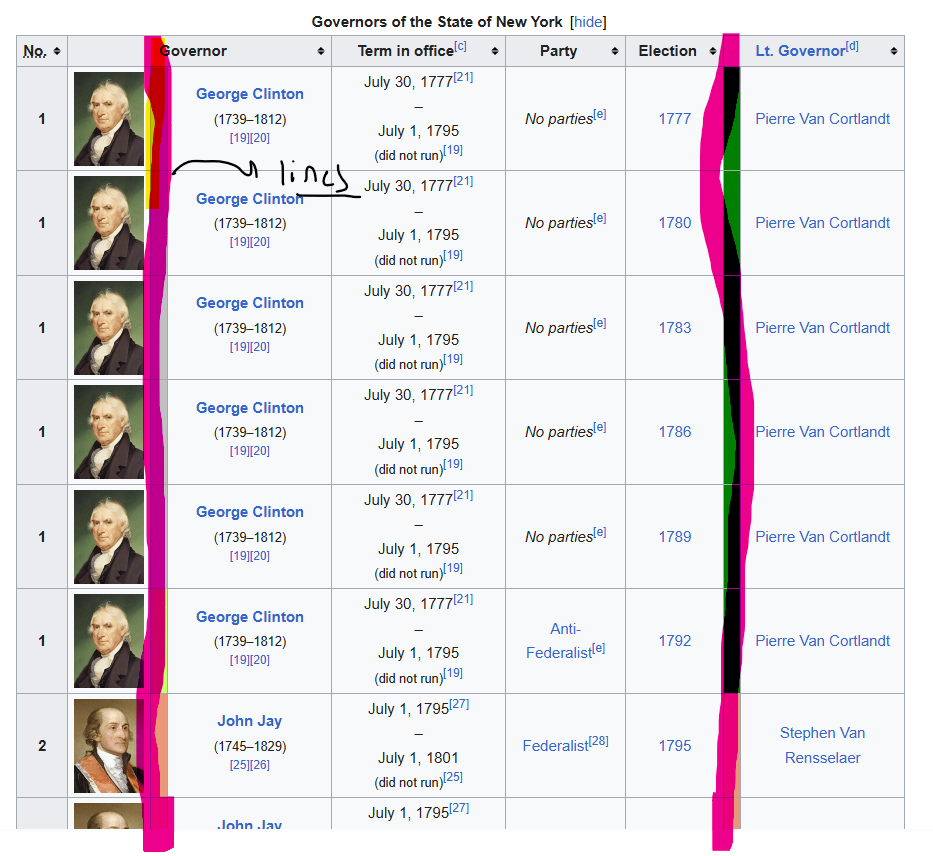 Governors of the State of New York [hide]
No. Governor Term in office[c] Party Election Lt. Governor[d]
1
George Clinton
(1739–1812)
[19][20]
July 30, 1777[21]
–
July 1, 1795
(did not run)[19]
No parties[e]
1777
Pierre Van Cortlandt
lines
1
George Clinton
(1739–1812)
[19][20]
July 30, 1777[21]
–
July 1, 1795
(did not run)[19]
No parties[e]
1780
Pierre Van Cortlandt
1
George Clinton
(1739–1812)
[19][20]
July 30, 1777[21]
–
July 1, 1795
(did not run)[19]
No parties[e]
1783
Pierre Van Cortlandt
1
George Clinton
(1739–1812)
[19][20]
July 30, 1777[21]
–
July 1, 1795
(did not run)[19]
No parties[e]
1786
Pierre Van Cortlandt
1
George Clinton
(1739–1812)
[19][20]
July 30, 1777[21]
–
July 1, 1795
(did not run)[19]
No parties[e]
1789
Pierre Van Cortlandt
1
George Clinton
(1739–1812)
[19][20]
July 30, 1777[21]
–
July 1, 1795
(did not run)[19]
Anti-
Federalist[e]
1792
Pierre Van Cortlandt
2
John Jay
(1745–1829)
[25][26]
July 1, 1795[27]
–
July 1, 1801
(did not run)[25]
Federalist[28]
1795
Stephen Van
Rensselaer
John Jay
July 1, 1795[27]